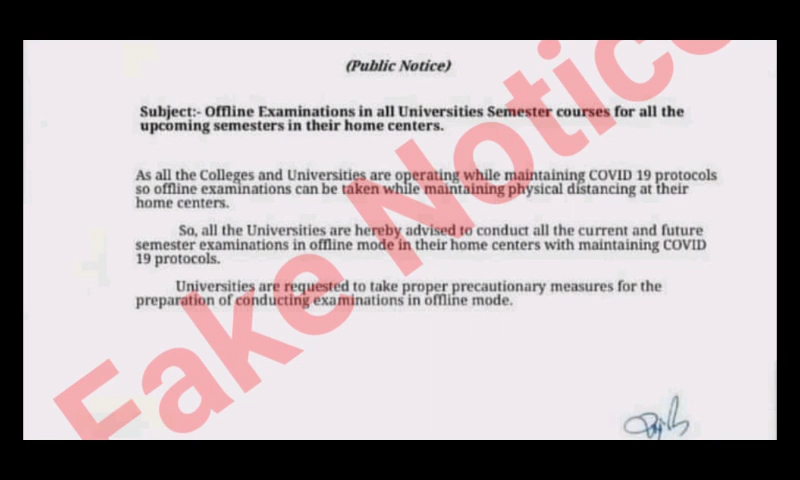 (Public Notice)
Subject:- Offline Examinations in all Universities Semester courses for all the
upcoming semesters in their home centers.
As all the Colleges and Universities are operating while maintaining COVID 19 protocols
so offline examinations can be taken while maintaining physical distancing at their
home centers.
So, all the Universities are hereby advised to conduct all the current and future
semester examinations in offline mode in their home centers with maintaining COVID
19 protocols.
Universities are requested to take proper precautionary measures for the
preparation of conducting examinations in offline mode.
Fake Notice